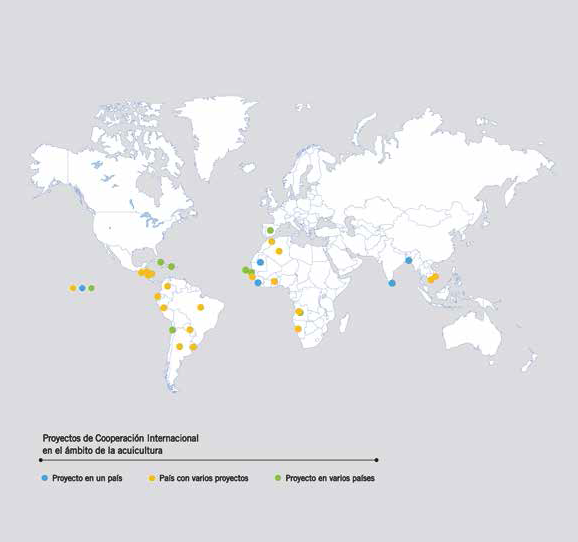 Proyectos de Cooperación Internacional
en el ámbito de la acuicultura
Proyecto en un país
País con varios proyectos
Proyecto en varios países